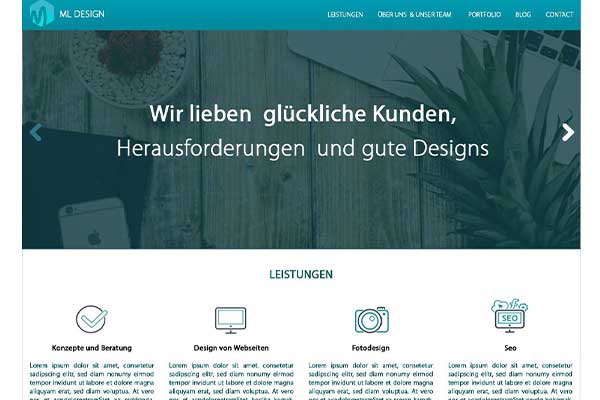 ML DESIGN
LEISTUNGEN ÜBER UNS & UNSER TEAM PORTFOLIO BLOG CONTACT
Wir lieben glückliche Kunden,
Herausforderungen und gute Designs
LEISTUNGEN
SEO
Konzepte und Beratung
Lorem ipsum dolor sit amet, consetetur
sadipscing elitr, sed diam nonumy eirmod
tempor invidunt ut labore et dolore magna
aliquyam erat, sed diam voluptua. At vero
Design von Webseiten
Lorem ipsum dolor sit amet, consetetur
sadipscing elitr, sed diam nonumy eirmod
tempor invidunt ut labore et dolore magna
aliquyam erat, sed diam voluptua. At vero
Fotodesign
Lorem ipsum dolor sit amet, consetetur
sadipscing elitr, sed diam nonumy eirmod
tempor invidunt ut labore et dolore magna
aliquyam erat, sed diam voluptua. At vero
Seo
Lorem ipsum dolor sit amet, consetetur
sadipscing elitr, sed diam nonumy eirmod
tempor invidunt ut labore et dolore magna
aliquyam erat, sed diam voluptua. At vero